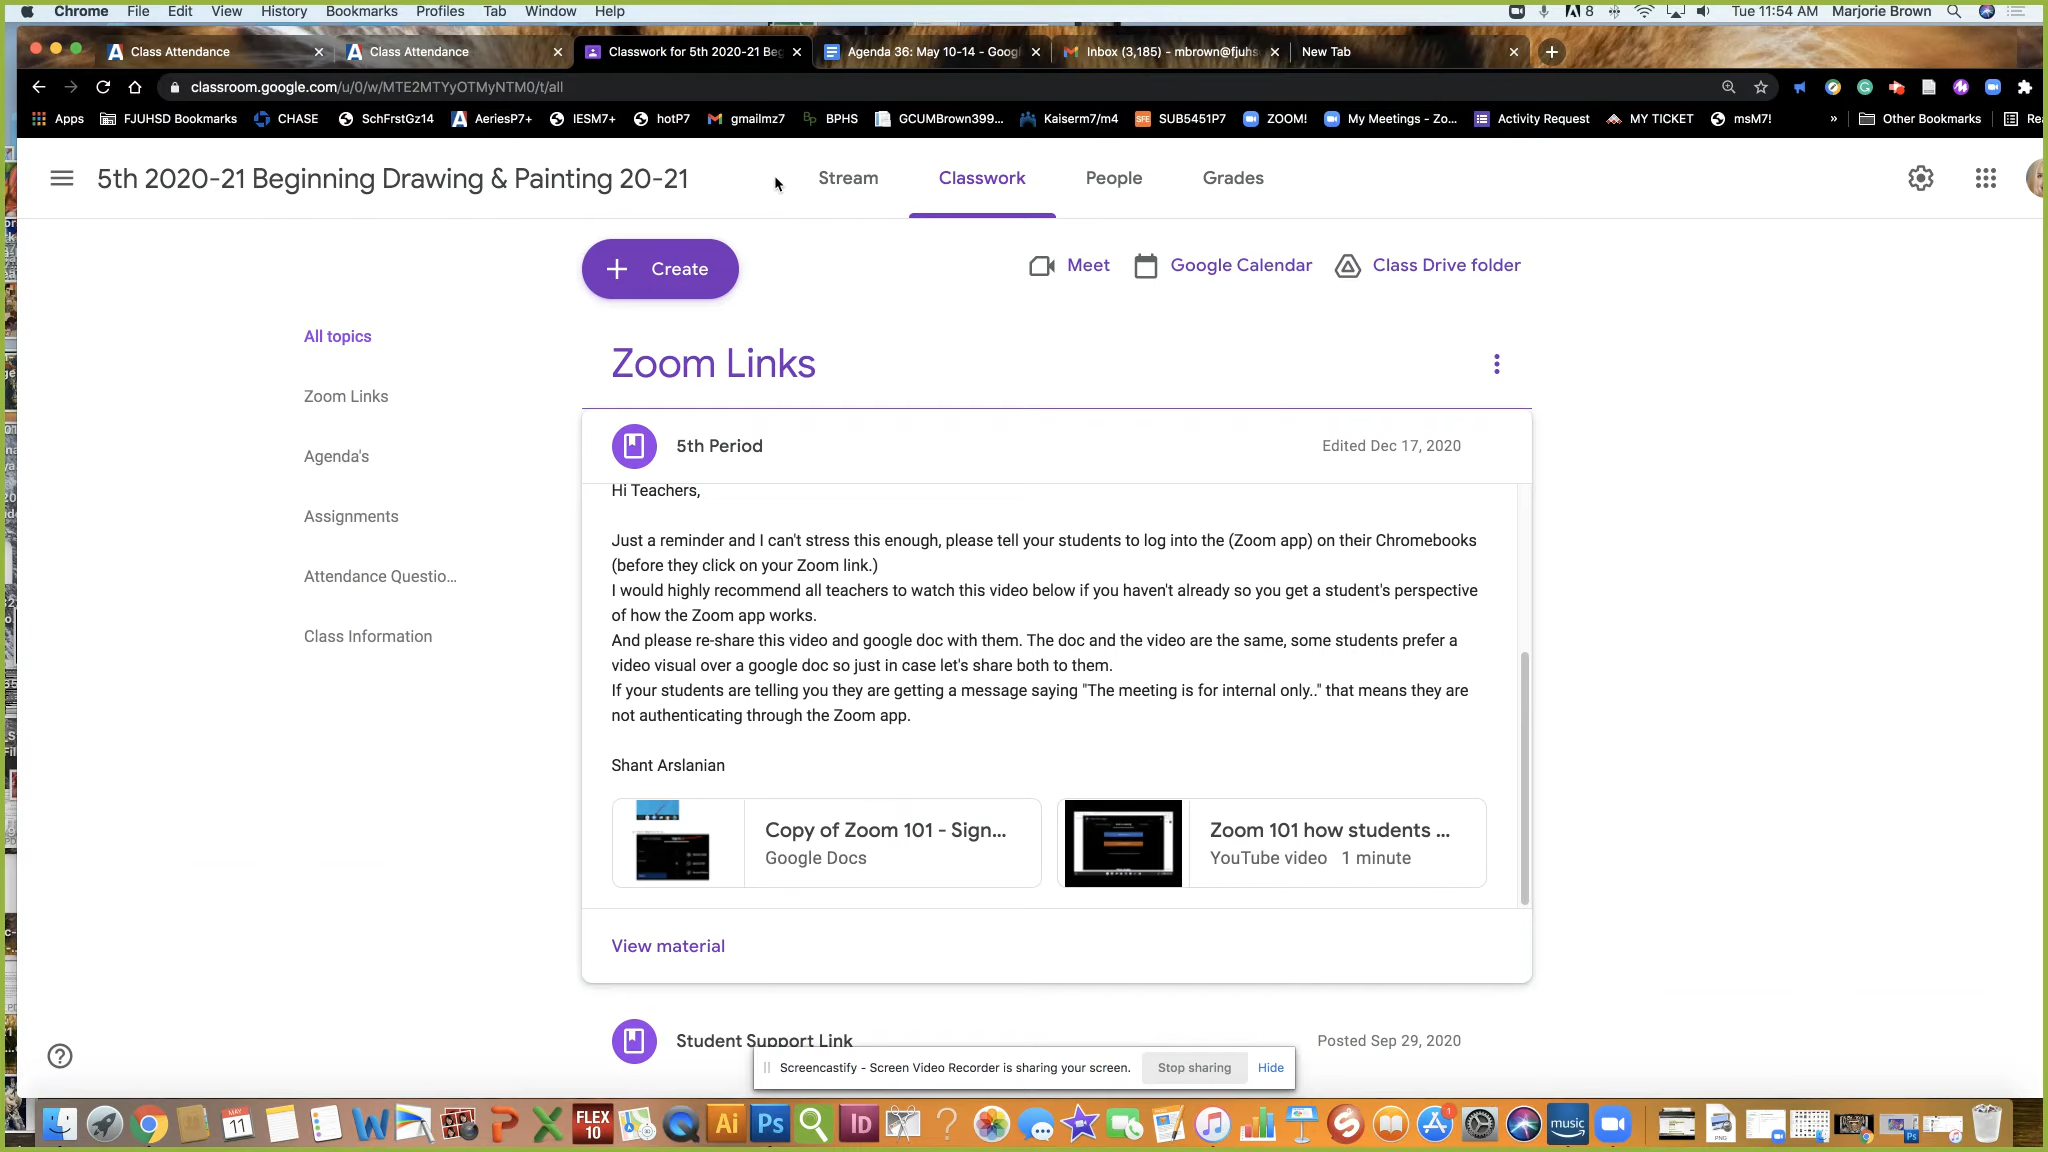 Chrome File Edit View History Bookmarks Profiles Tab Window Help 8 Tue 11:54 AM Marjorie Brown
Class Attendance Class Attendance Classwork for 5th 2020-21 Beg Agenda 36: May 10-14 - Goog Inbox (3,185) - mbrown@fjuhs New Tab
classroom.google.com/u/0/w/MTE2MTYyOTMyNTM0/t/all
Apps FJUHSD Bookmarks CHASE SchFrstGz14 AeriesP7+ IESM7+ hotP7 gmailmz7 BPHS GCUMBrown399... Kaiserm7/m4 SUB5451P7 ZOOM! My Meetings - Zo... Activity Request MY TICKET msM7! » Other Bookmarks
5th 2020-21 Beginning Drawing & Painting 20-21 Stream Classwork People Grades
Create Meet Google Calendar Class Drive folder
All topics
Zoom Links
Agenda's
Assignments
Attendance Questio...
Class Information
Zoom Links
5th Period Edited Dec 17, 2020
Hi Teachers,
Just a reminder and I can't stress this enough, please tell your students to log into the (Zoom app) on their Chromebooks
(before they click on your Zoom link.)
I would highly recommend all teachers to watch this video below if you haven't already so you get a student's perspective
of how the Zoom app works.
And please re-share this video and google doc with them. The doc and the video are the same, some students prefer a
video visual over a google doc so just in case let's share both to them.
If your students are telling you they are getting a message saying "The meeting is for internal only.." that means they are
not authenticating through the Zoom app.
Shant Arslanian
Copy of Zoom 101 - Sign...
Google Docs
Zoom 101 how students ...
YouTube video 1 minute
View material
Student Support Link Posted Sep 29, 2020
Screencastify - Screen Video Recorder is sharing your screen. Stop sharing Hide
MAY 11 FLEX 10 Ai Ps Id 1 music PNG